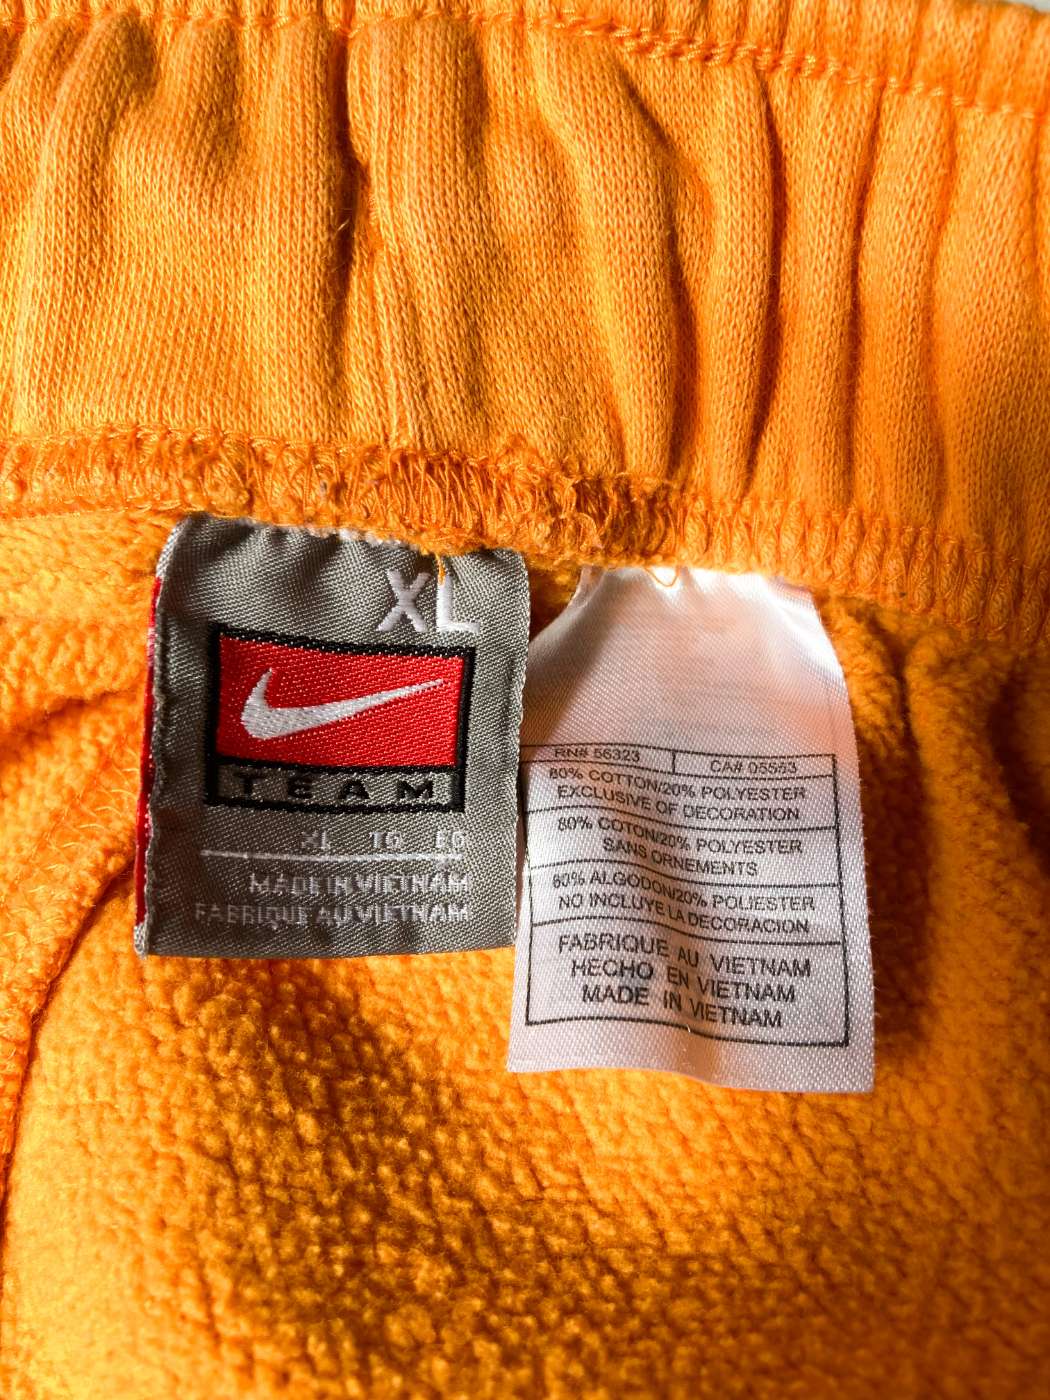 XL
TEAM
XL TG EG
MADE IN VIETNAM
FABRIQUE AU VIETNAM
RN# 56323
CA# 05553
80% COTTON/20% POLYESTER
EXCLUSIVE OF DECORATION
80% COTON/20% POLYESTER
SANS ORNEMENTS
80% ALGODON/20% POLIESTER
NO INCLUYE LA DECORACION
FABRIQUE AU VIETNAM
HECHO EN VIETNAM
MADE IN VIETNAM